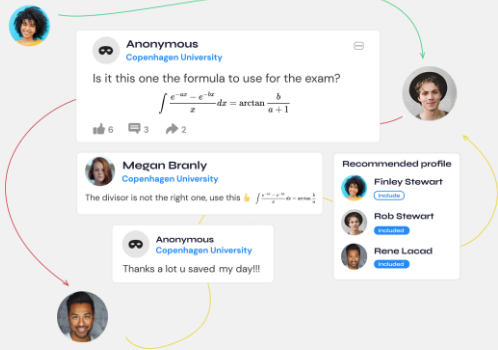 Anonymous
Copenhagen University
Is it this one the formula to use for the exam?
∫ (e^{-ax} − e^{-bx})/x dx = arctan b/(a + 1)
6 3 2
Megan Branly
Copenhagen University
The divisor is not the right one, use this 👆
Anonymous
Copenhagen University
Thanks a lot u saved my day!!!
Recommended profile
Finley Stewart
Include
Rob Stewart
Included
Rene Lacad
Included